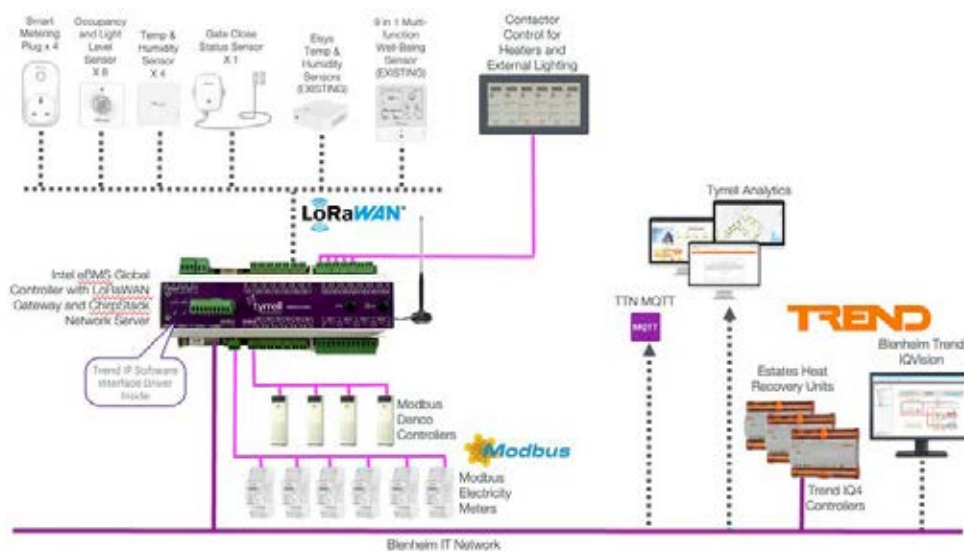 Smart
Metering
Plug x 4
Occupancy
and Light
Level
Sensor
X 8
Temp &
Humidity
Sensor
X 4
Gate Close
Status Sensor
X 1
Elsys
Temp &
Humidity
Sensors
(EXISTING)
9 in 1 Multi-
function
Well-Being
Sensor
(EXISTING)
Contactor
Control for
Heaters and
External Lighting
LoRaWAN
Intel eBMS Global
Controller with LoRaWAN
Gateway and ChirpStack
Network Server
tyrrell
Trend IP Software
Interface Driver
Inside
Modbus
Denco
Controllers
Modbus
Modbus
Electricity
Meters
Tyrrell Analytics
TTN MQTT
MQTT
TREND
Blenheim Trend
IQVision
Estates Heat
Recovery Units
Trend IQ4
Controllers
Blenheim IT Network